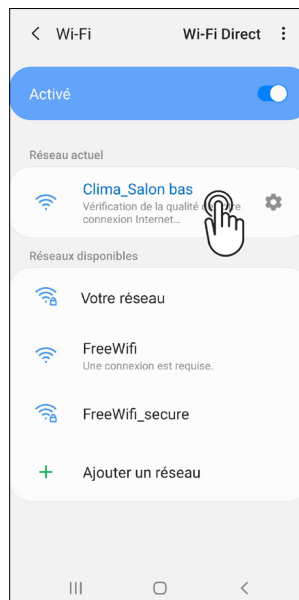 Wi-Fi
Wi-Fi Direct
Activé
Réseau actuel
Clima_Salon bas
Vérification de la qualité
connexion Internet...
Réseaux disponibles
Votre réseau
FreeWifi
Une connexion est requise.
FreeWifi_secure
Ajouter un réseau